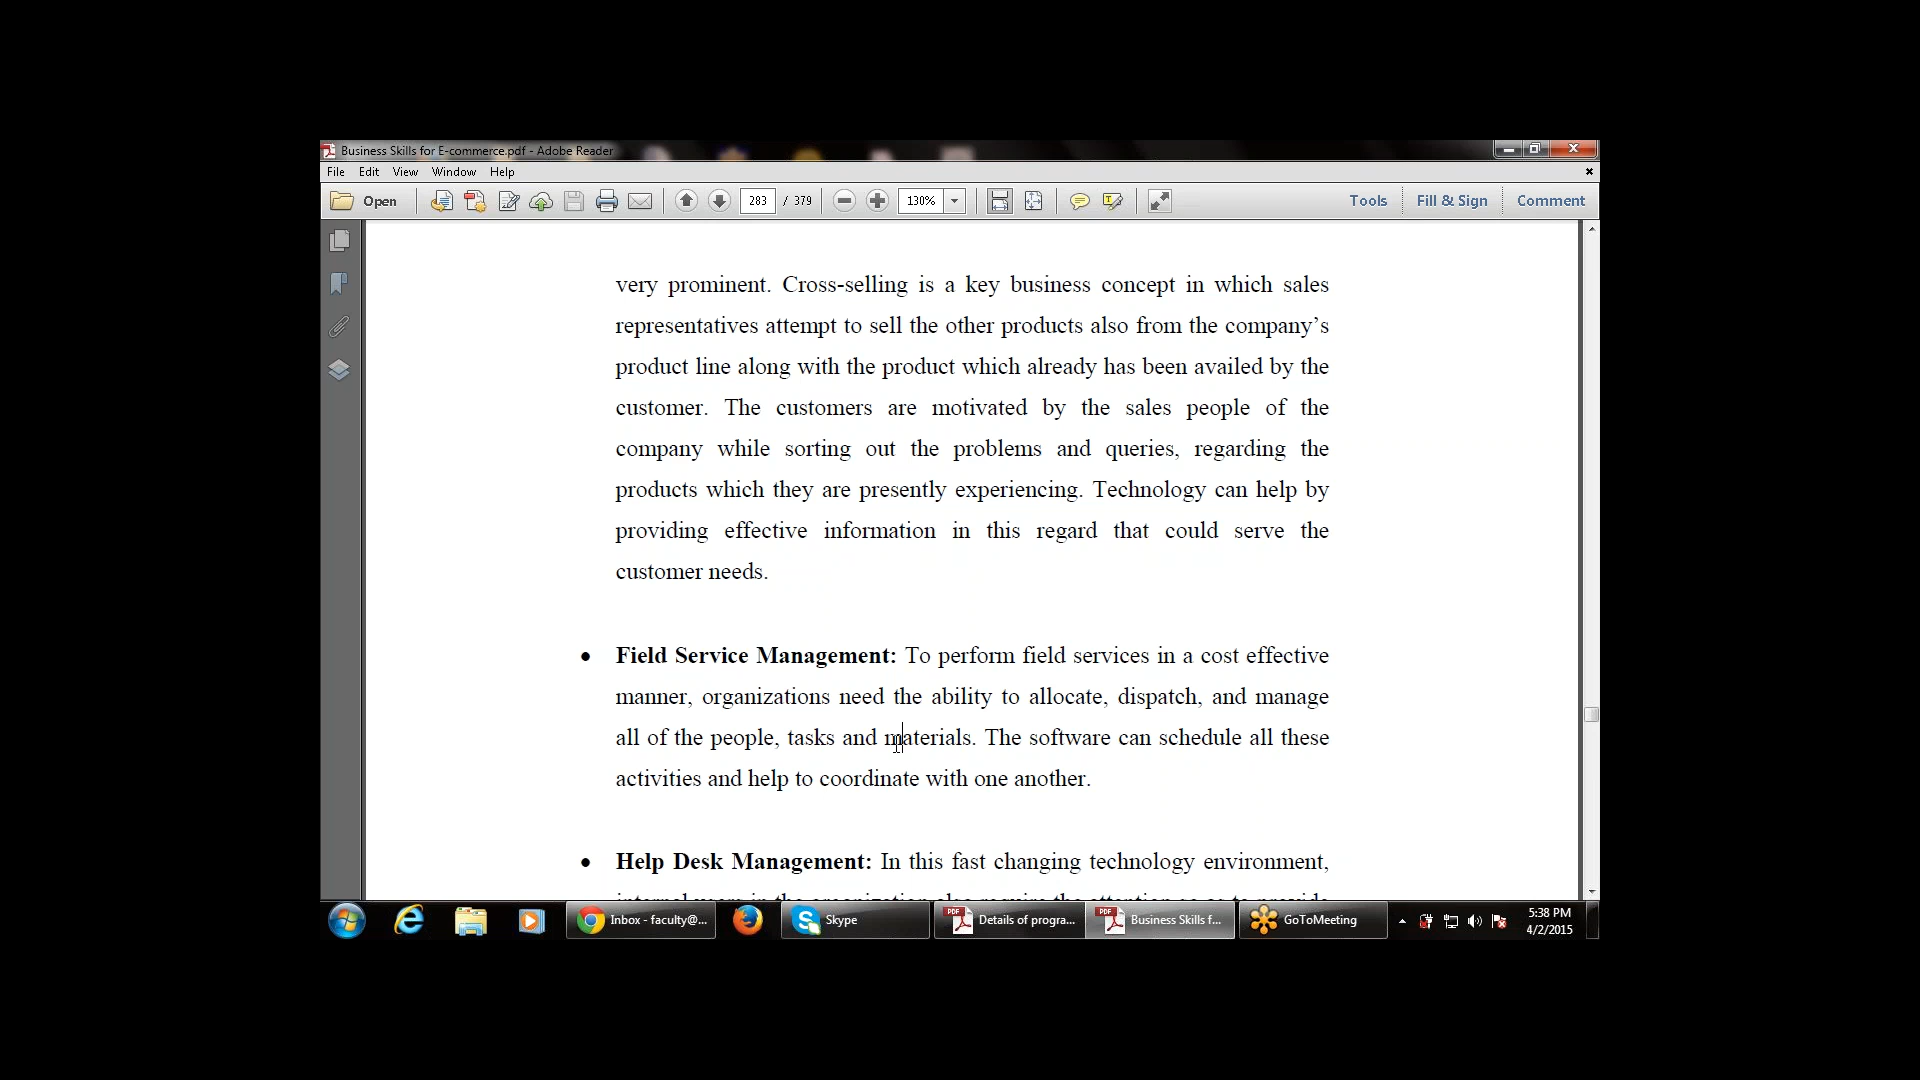 Business Skills for E-commerce.pdf - Adobe Reader
File Edit View Window Help
Open 283 / 379 130% Tools Fill & Sign Comment
very prominent. Cross-selling is a key business concept in which sales
representatives attempt to sell the other products also from the company’s
product line along with the product which already has been availed by the
customer. The customers are motivated by the sales people of the
company while sorting out the problems and queries, regarding the
products which they are presently experiencing. Technology can help by
providing effective information in this regard that could serve the
customer needs.
• Field Service Management: To perform field services in a cost effective
manner, organizations need the ability to allocate, dispatch, and manage
all of the people, tasks and materials. The software can schedule all these
activities and help to coordinate with one another.
• Help Desk Management: In this fast changing technology environment,
Inbox - faculty@... Skype Details of progra... Business Skills f... GoToMeeting 5:38 PM
4/2/2015